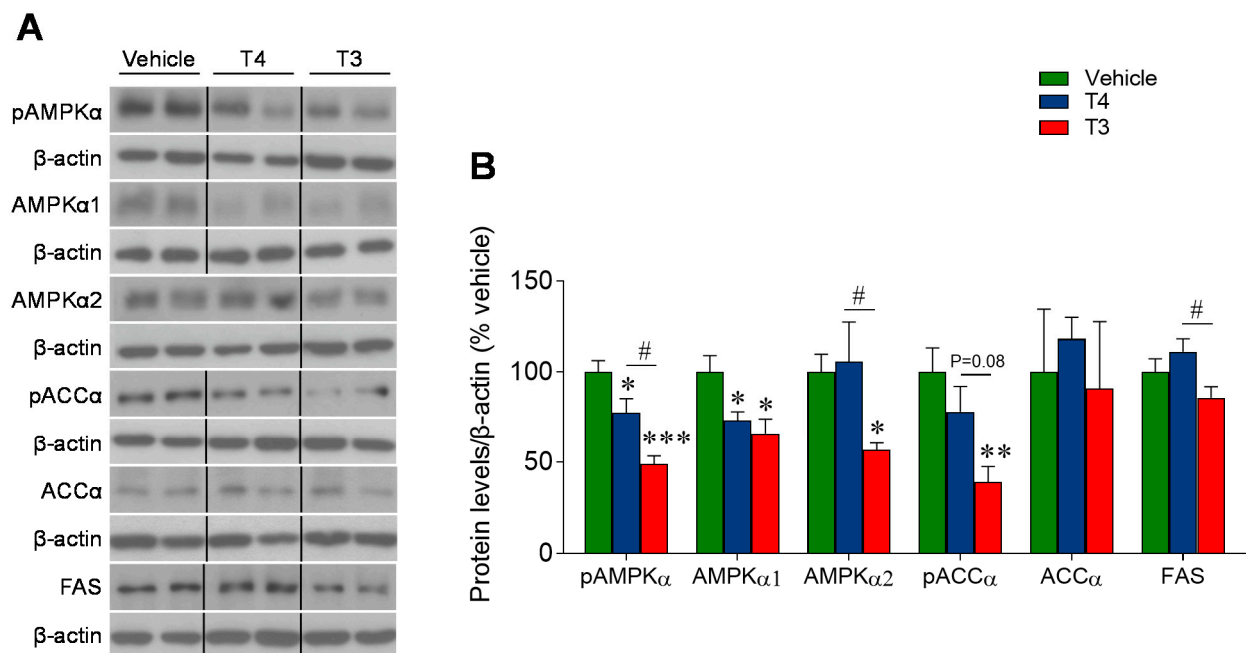 A
Vehicle T4 T3
pAMPKα
β-actin
AMPKα1
β-actin
AMPKα2
β-actin
pACCα
β-actin
ACCα
β-actin
FAS
β-actin
Vehicle
T4
T3
B
Protein levels/β-actin (% vehicle)
150
100
50
0
# * ***
* *
# *
P=0.08 **
#
pAMPKα AMPKα1 AMPKα2 pACCα ACCα FAS